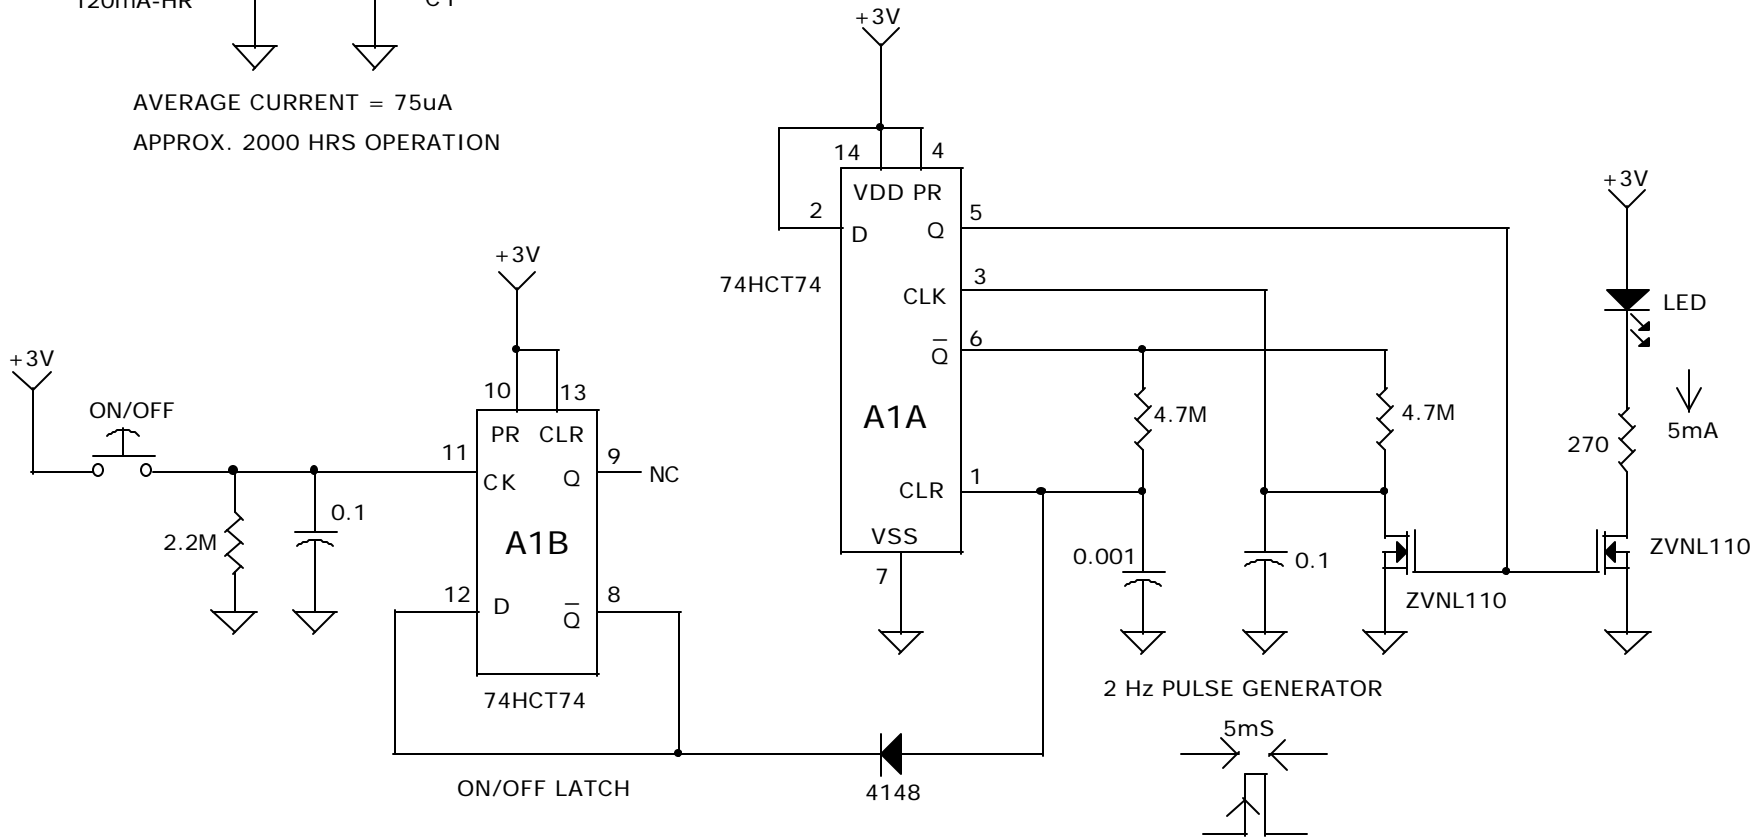 120mA-HR
C1
AVERAGE CURRENT = 75uA
APPROX. 2000 HRS OPERATION
+3V
14
4
VDD PR
2
D
5
Q
74HCT74
3
CLK
6
Q
A1A
1
CLR
VSS
7
+3V
LED
5mA
270
4.7M
4.7M
0.001
0.1
ZVNL110
ZVNL110
+3V
+3V
ON/OFF
10
13
PR CLR
11
CK
9
Q
NC
2.2M
0.1
A1B
12
D
8
Q
74HCT74
ON/OFF LATCH
4148
2 Hz PULSE GENERATOR
5mS